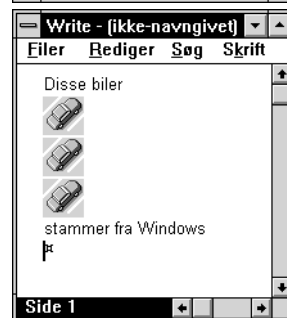 Write - (ikke-navngivet)
Filer Rediger Søg Skrift
Disse biler
stammer fra Windows
¤
Side 1